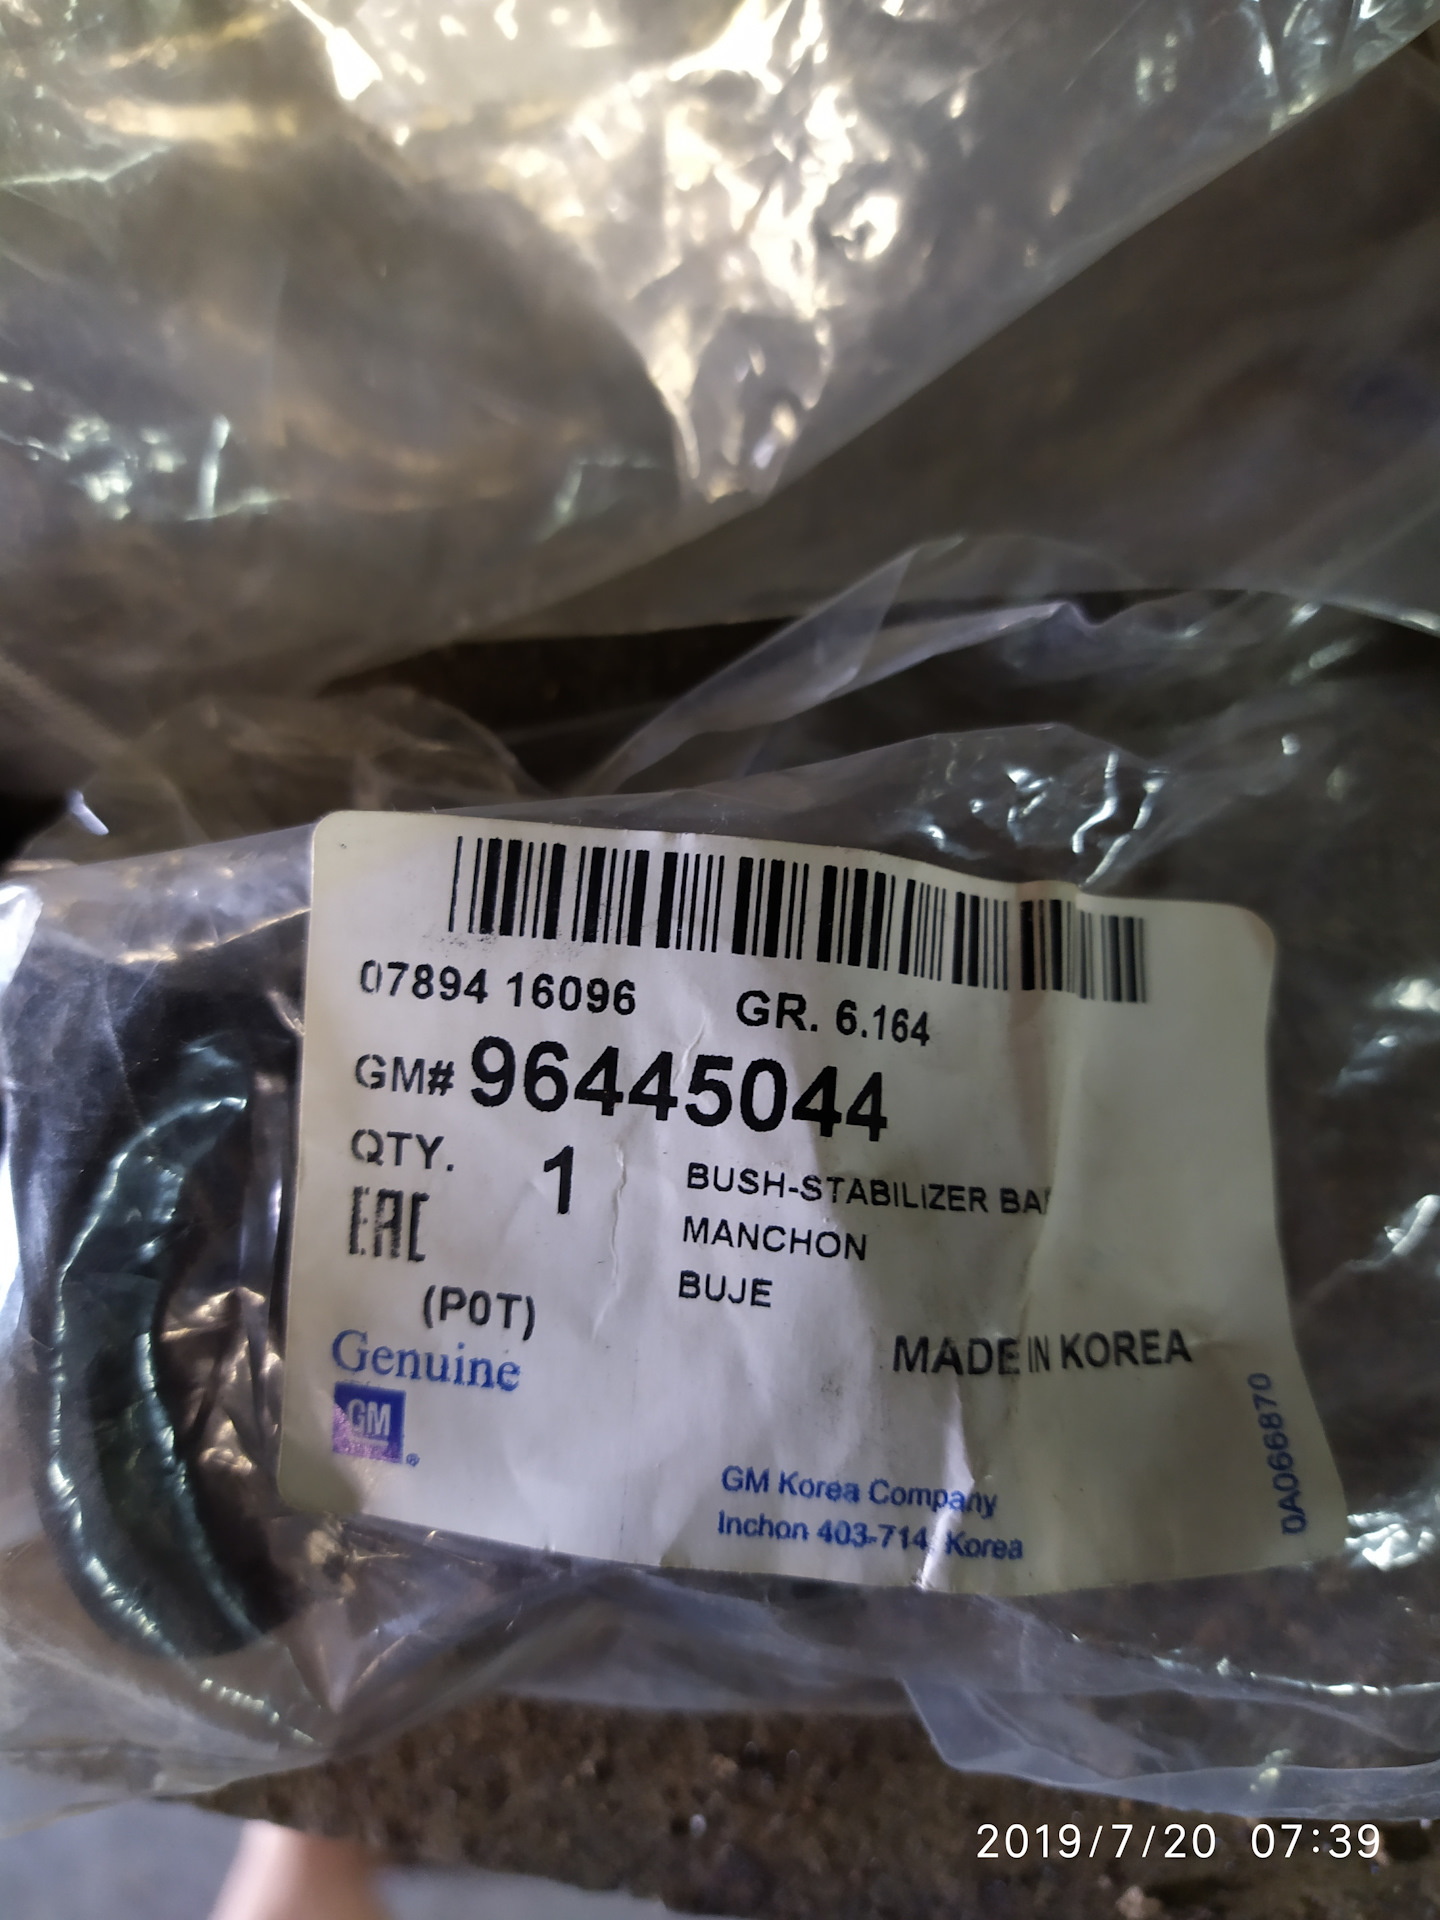 07894 16096 GR. 6.164
GM# 96445044
QTY. 1
BUSH-STABILIZER BAR
MANCHON
BUJE
EAC
(P0T)
MADE IN KOREA
Genuine
GM
®
GM Korea Company
Inchon 403-714, Korea
0A066870
2019/7/20 07:39